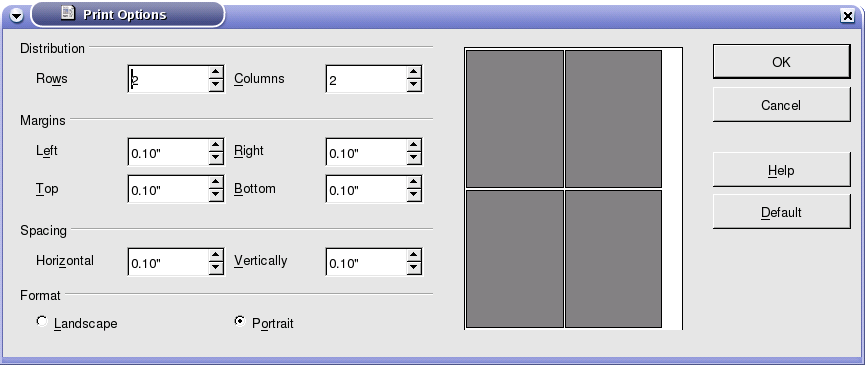 Print Options
Distribution
Rows 2 Columns 2
Margins
Left 0.10" Right 0.10"
Top 0.10" Bottom 0.10"
Spacing
Horizontal 0.10" Vertically 0.10"
Format
Landscape Portrait
OK
Cancel
Help
Default